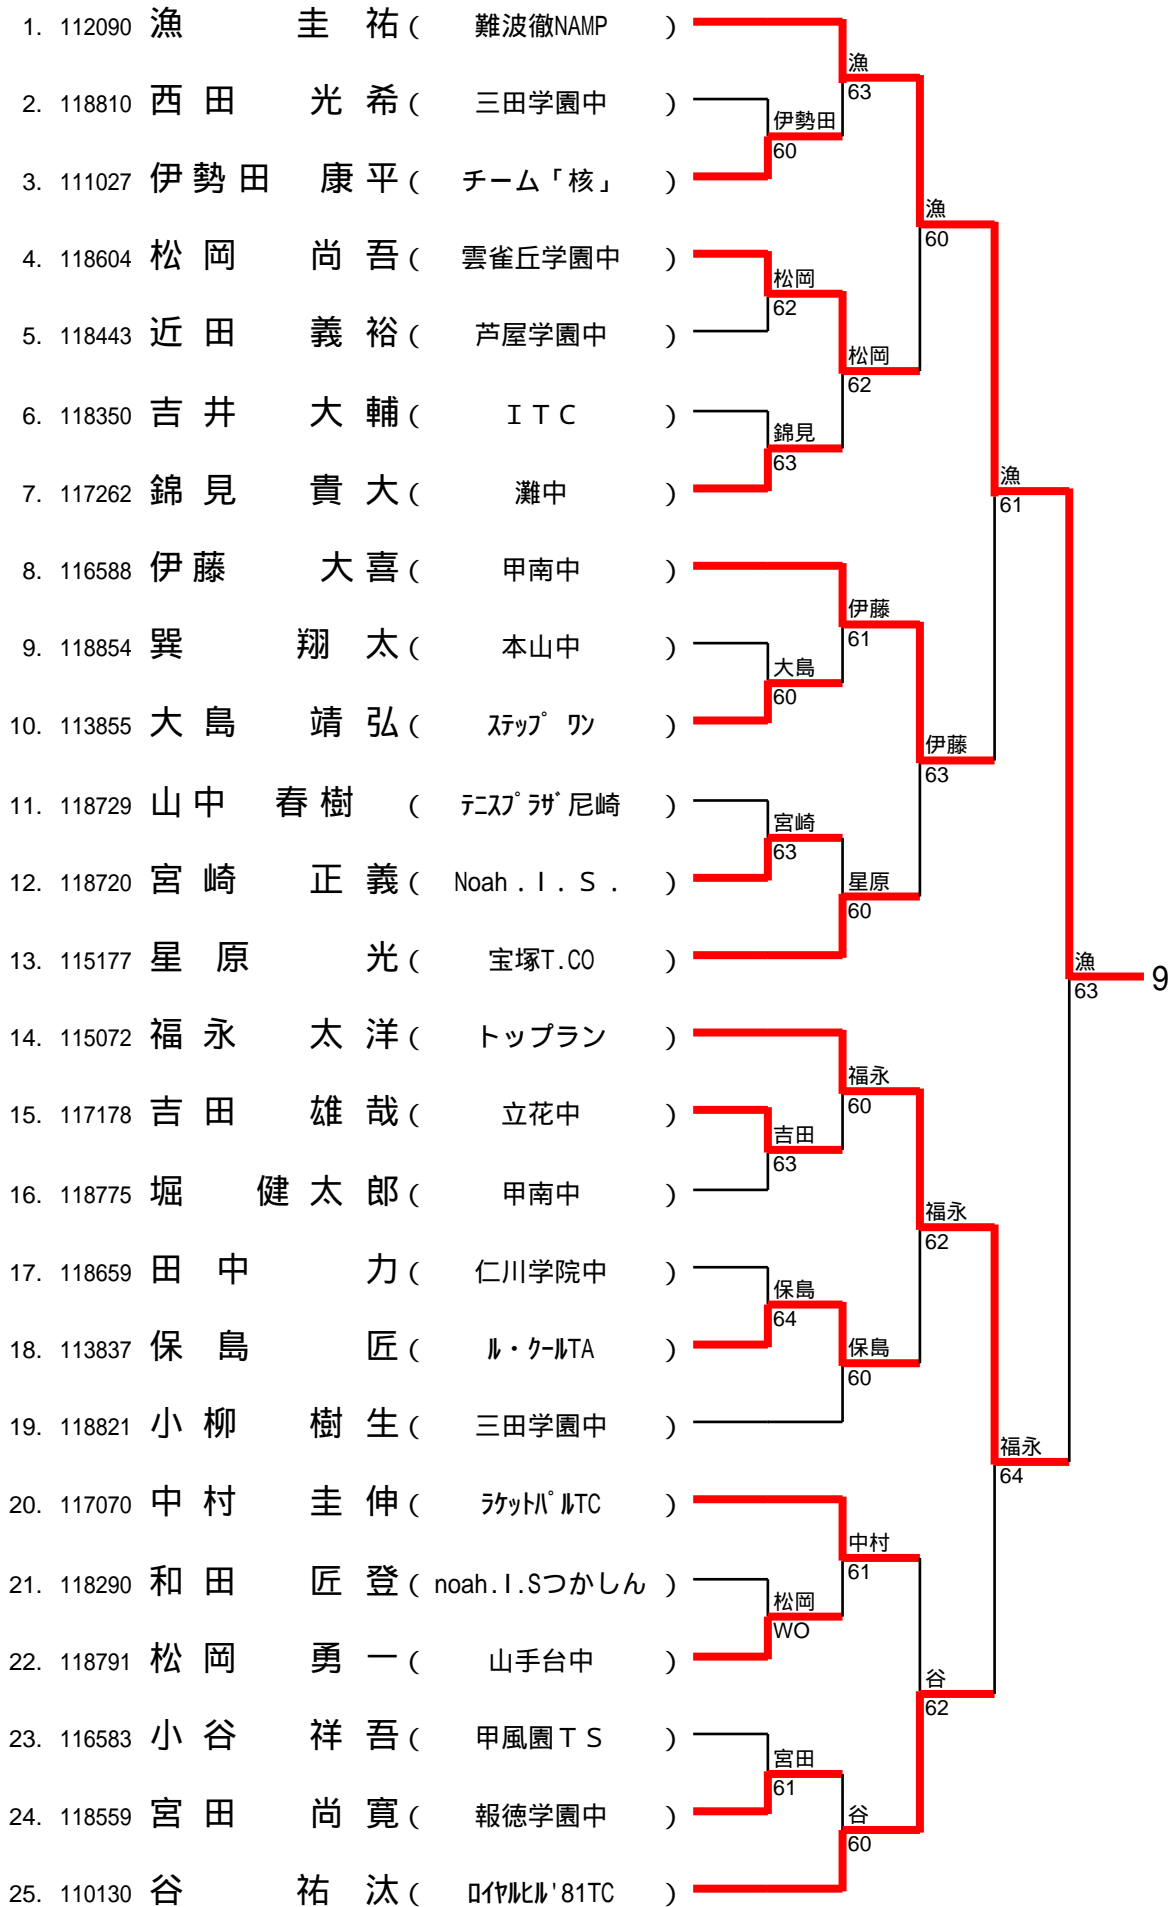 1. 112090 漁 圭祐 ( 難波徹NAMP )
漁
63
2. 118810 西田 光希 ( 三田学園中 )
伊勢田
60
3. 111027 伊勢田 康平 ( チーム「核」 )
漁
60
4. 118604 松岡 尚吾 ( 雲雀丘学園中 )
松岡
62
5. 118443 近田 義裕 ( 芦屋学園中 )
松岡
62
6. 118350 吉井 大輔 ( ＩＴＣ )
錦見
63
7. 117262 錦見 貴大 ( 灘中 )
漁
61
8. 116588 伊藤 大喜 ( 甲南中 )
伊藤
61
9. 118854 巽 翔太 ( 本山中 )
大島
60
10. 113855 大島 靖弘 ( ｽﾃｯﾌﾟ ﾜﾝ )
伊藤
63
11. 118729 山中 春樹 ( ﾃﾆｽﾌﾟﾗｻﾞ尼崎 )
宮崎
63
12. 118720 宮崎 正義 ( Noah．Ｉ．Ｓ． )
星原
60
13. 115177 星原 光 ( 宝塚T.CO )
漁
63
9
14. 115072 福永 太洋 ( トップラン )
福永
60
15. 117178 吉田 雄哉 ( 立花中 )
吉田
63
16. 118775 堀 健太郎 ( 甲南中 )
福永
62
17. 118659 田中 力 ( 仁川学院中 )
保島
64
18. 113837 保島 匠 ( ﾙ・ｸｰﾙTA )
保島
60
19. 118821 小柳 樹生 ( 三田学園中 )
福永
64
20. 117070 中村 圭伸 ( ﾗｹｯﾄﾊﾟﾙTC )
中村
61
21. 118290 和田 匠登 ( noah.I.Sつかしん )
松岡
WO
22. 118791 松岡 勇一 ( 山手台中 )
谷
62
23. 116583 小谷 祥吾 ( 甲風園ＴＳ )
宮田
61
24. 118559 宮田 尚寛 ( 報徳学園中 )
谷
60
25. 110130 谷 祐汰 ( ﾛｲﾔﾙﾋﾙ'81TC )